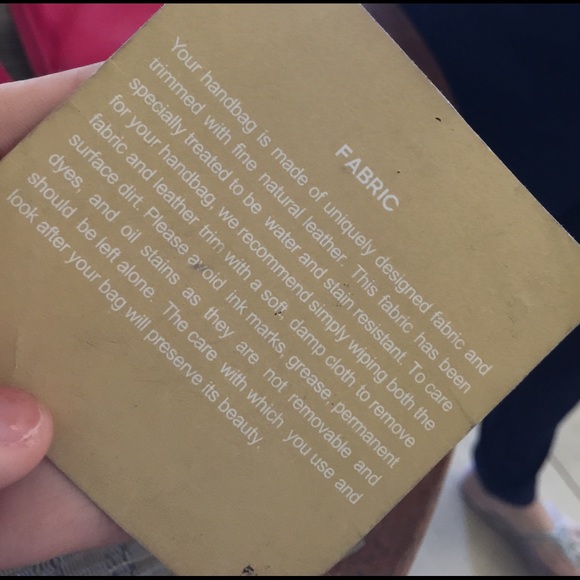 FABRIC
Your handbag is made of uniquely designed fabric and
trimmed with fine natural leather. This fabric has been
specially treated to be water and stain resistant. To care
for your handbag, we recommend simply wiping both the
fabric and leather trim with a soft, damp cloth to remove
surface dirt. Please avoid ink marks, grease, permanent
dyes, and oil stains as they are not removable and
should be left alone. The care with which you use and
look after your bag will preserve its beauty.